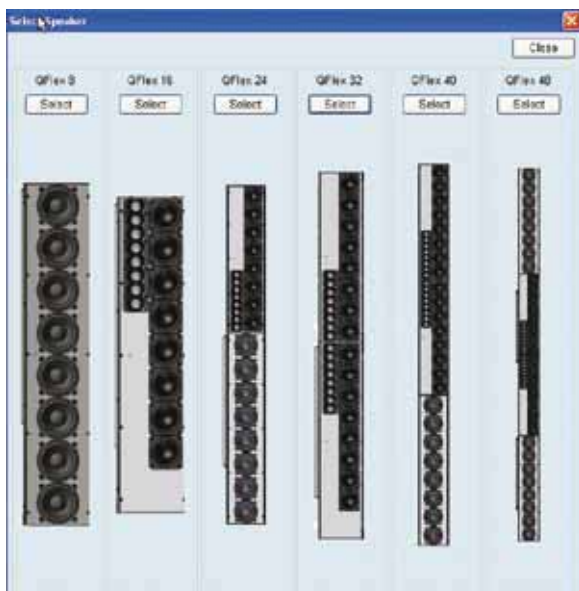 Select Speaker
Close
QFlex 8
QFlex 16
QFlex 24
QFlex 32
QFlex 40
QFlex 48
Select
Select
Select
Select
Select
Select